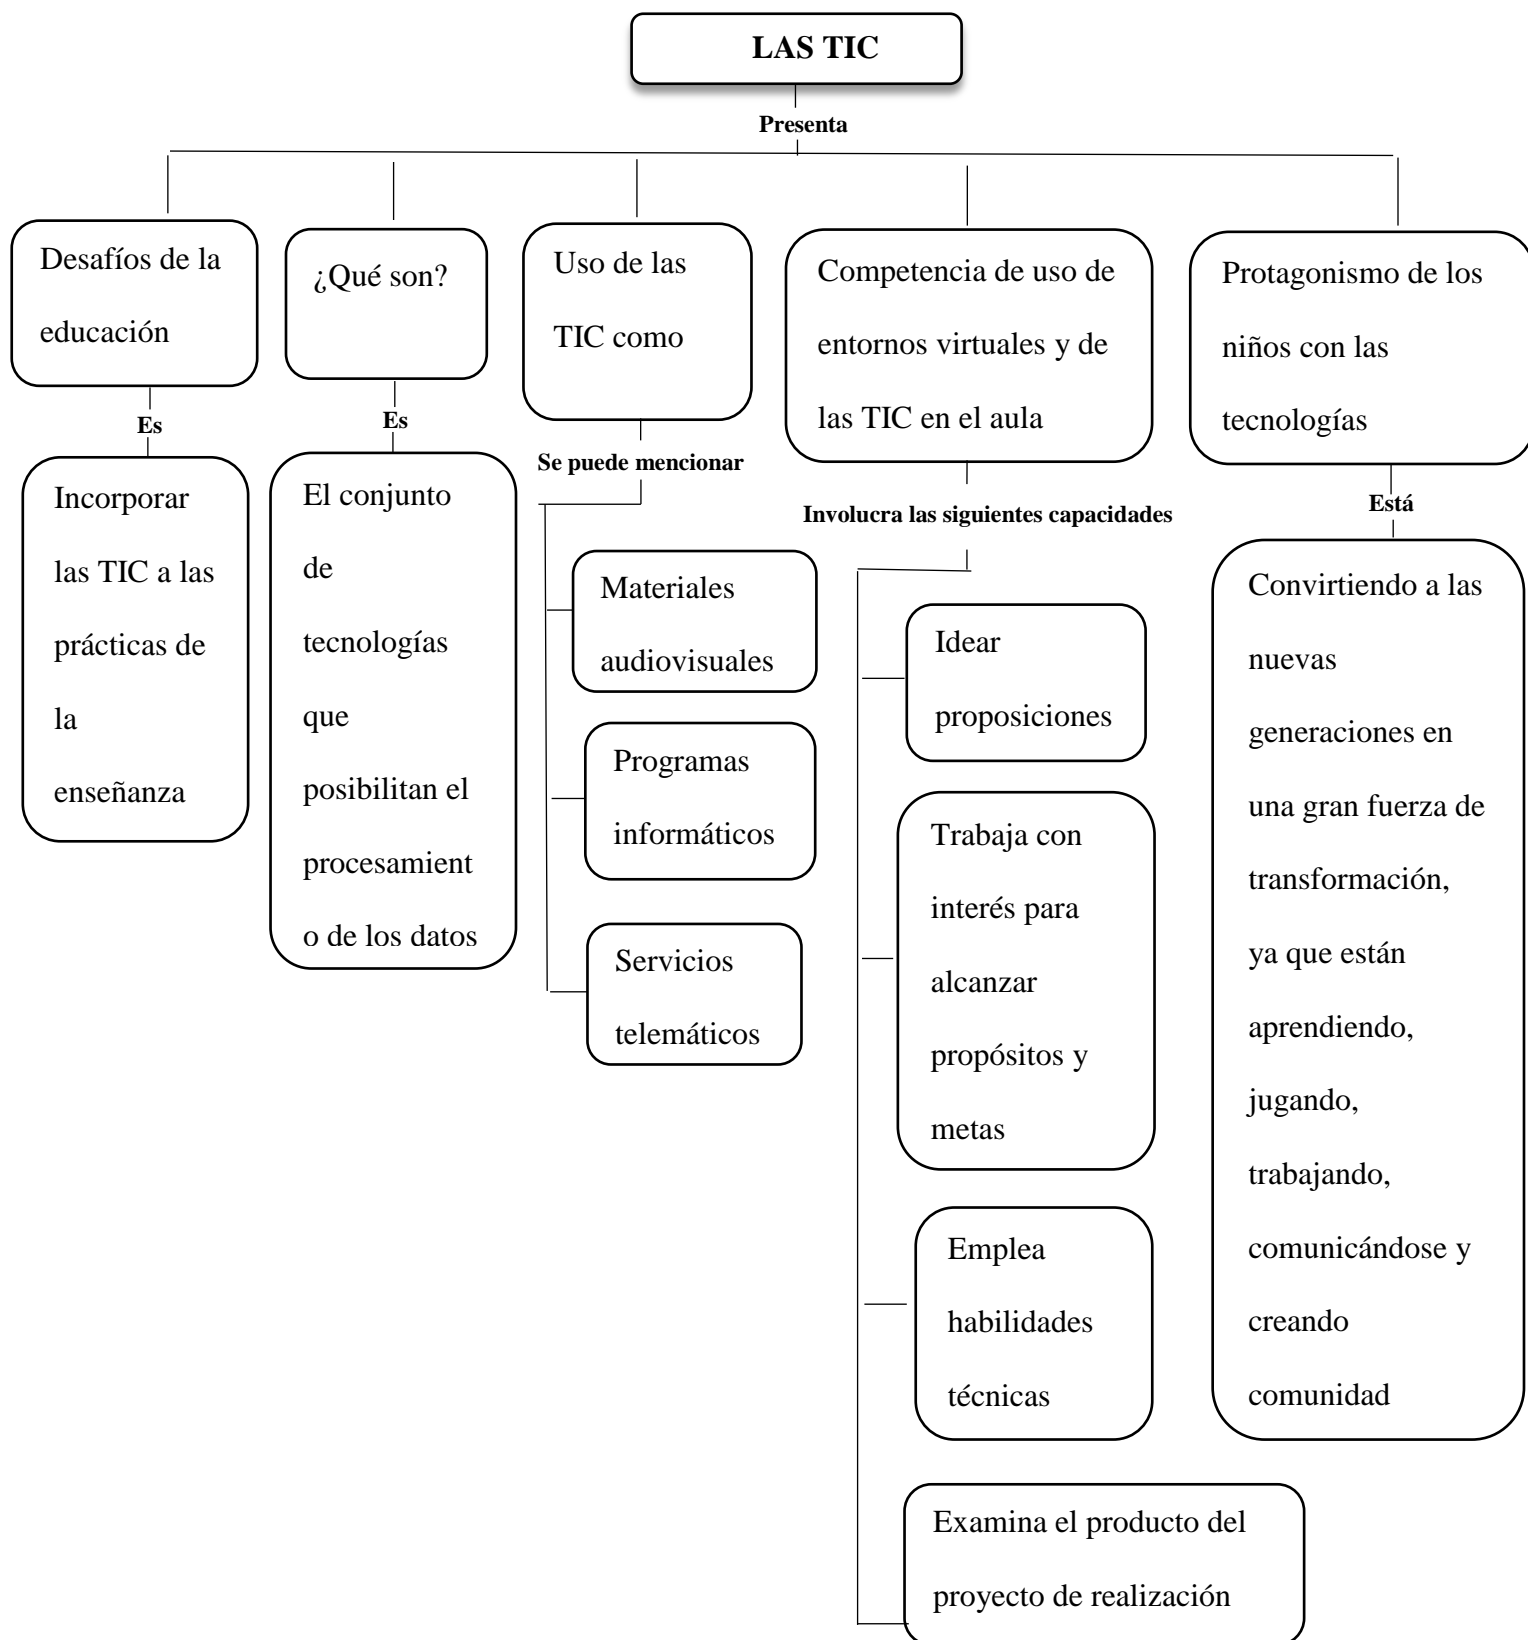 LAS TIC
Presenta
Desafíos de la
educación
Es
Incorporar
las TIC a las
prácticas de
la
enseñanza
¿Qué son?
Es
El conjunto
de
tecnologías
que
posibilitan el
procesamient
o de los datos
Uso de las
TIC como
Se puede mencionar
Materiales
audiovisuales
Programas
informáticos
Servicios
telemáticos
Competencia de uso de
entornos virtuales y de
las TIC en el aula
Involucra las siguientes capacidades
Idear
proposiciones
Trabaja con
interés para
alcanzar
propósitos y
metas
Emplea
habilidades
técnicas
Examina el producto del
proyecto de realización
Protagonismo de los
niños con las
tecnologías
Está
Convirtiendo a las
nuevas
generaciones en
una gran fuerza de
transformación,
ya que están
aprendiendo,
jugando,
trabajando,
comunicándose y
creando
comunidad